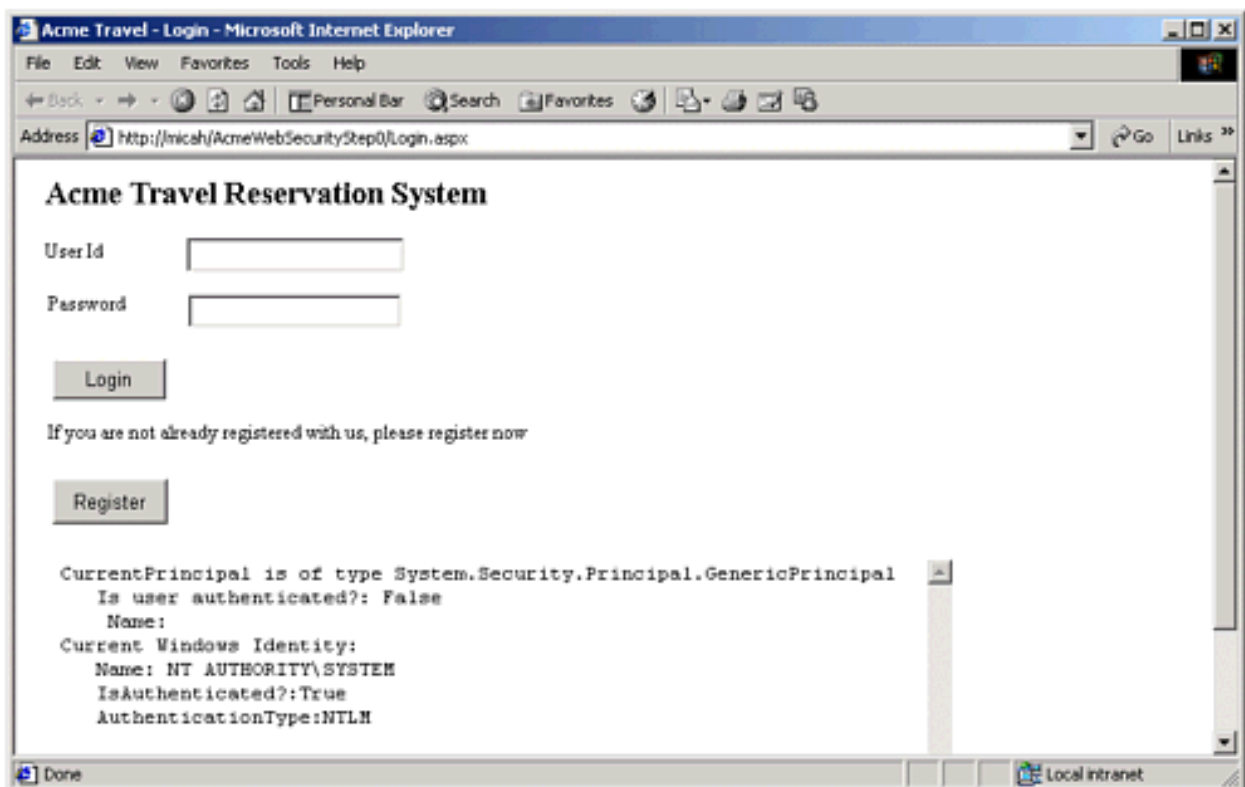 Acme Travel - Login - Microsoft Internet Explorer
File Edit View Favorites Tools Help
Back Personal Bar Search Favorites
Address http://micah/AcmeWebSecurityStep0/Login.aspx Go Links »
Acme Travel Reservation System
User Id
Password
Login
If you are not already registered with us, please register now
Register
CurrentPrincipal is of type System.Security.Principal.GenericPrincipal
Is user authenticated?: False
Name:
Current Windows Identity:
Name: NT AUTHORITY\SYSTEM
IsAuthenticated?:True
AuthenticationType:NTLM
Done Local intranet